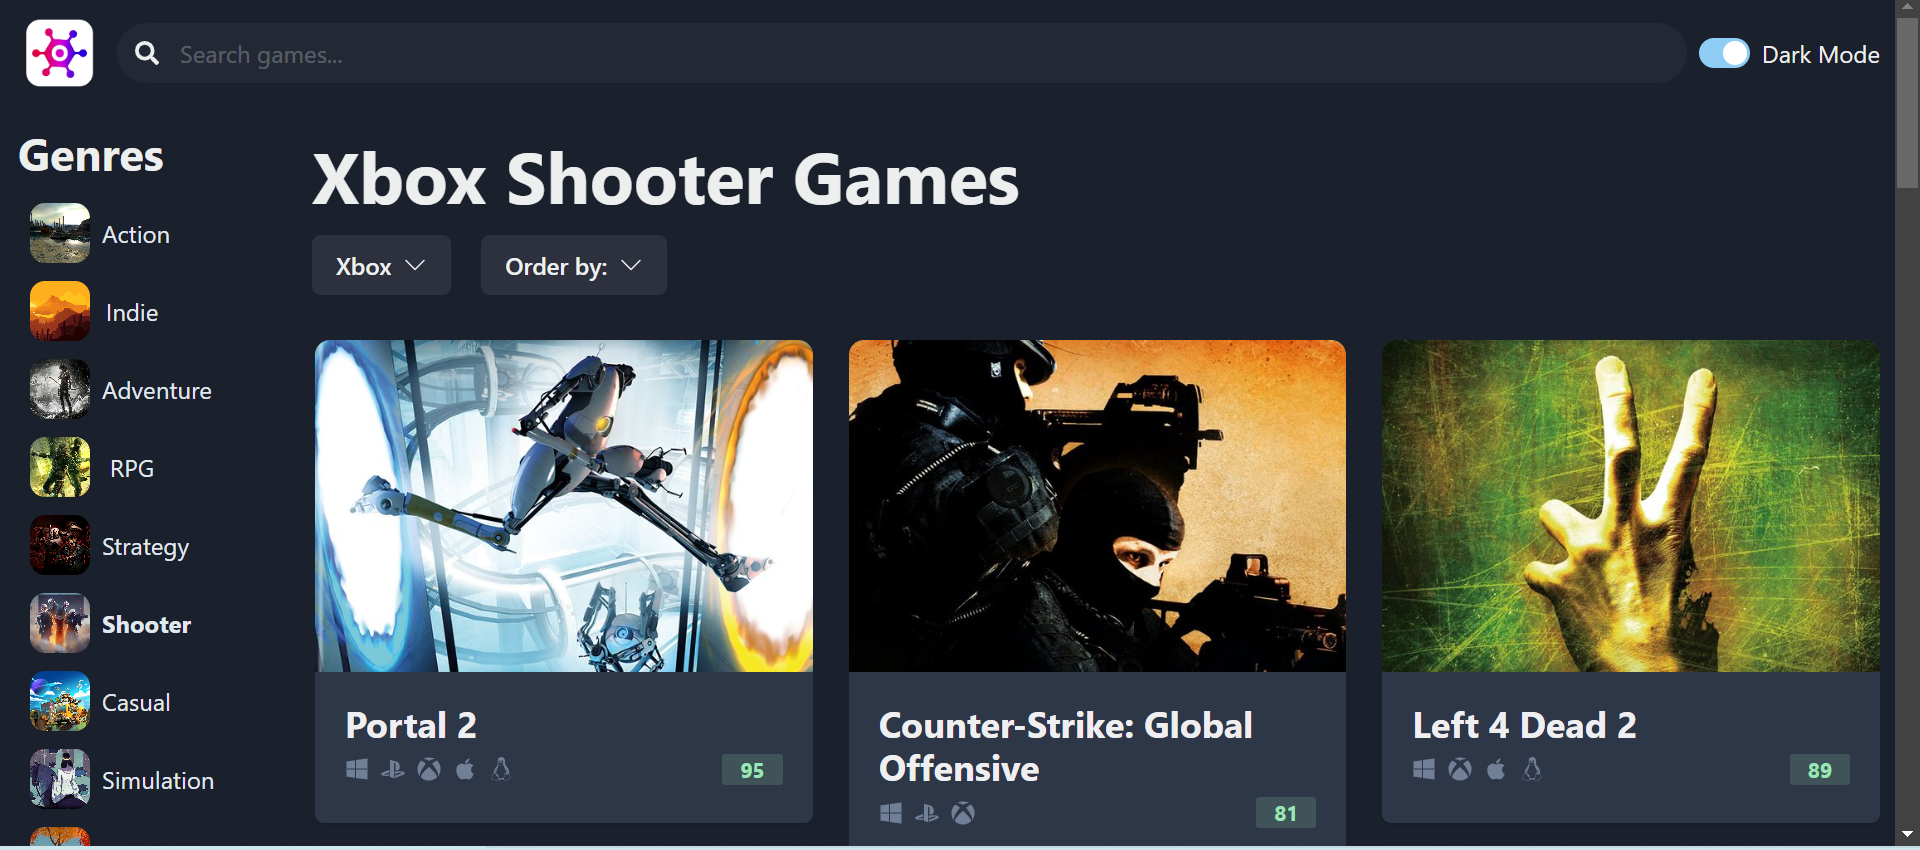 Search games...
Dark Mode
Genres
Action
Indie
Adventure
RPG
Strategy
Shooter
Casual
Simulation
Xbox Shooter Games
Xbox
Order by:
Portal 2
95
Counter-Strike: Global
Offensive
81
Left 4 Dead 2
89